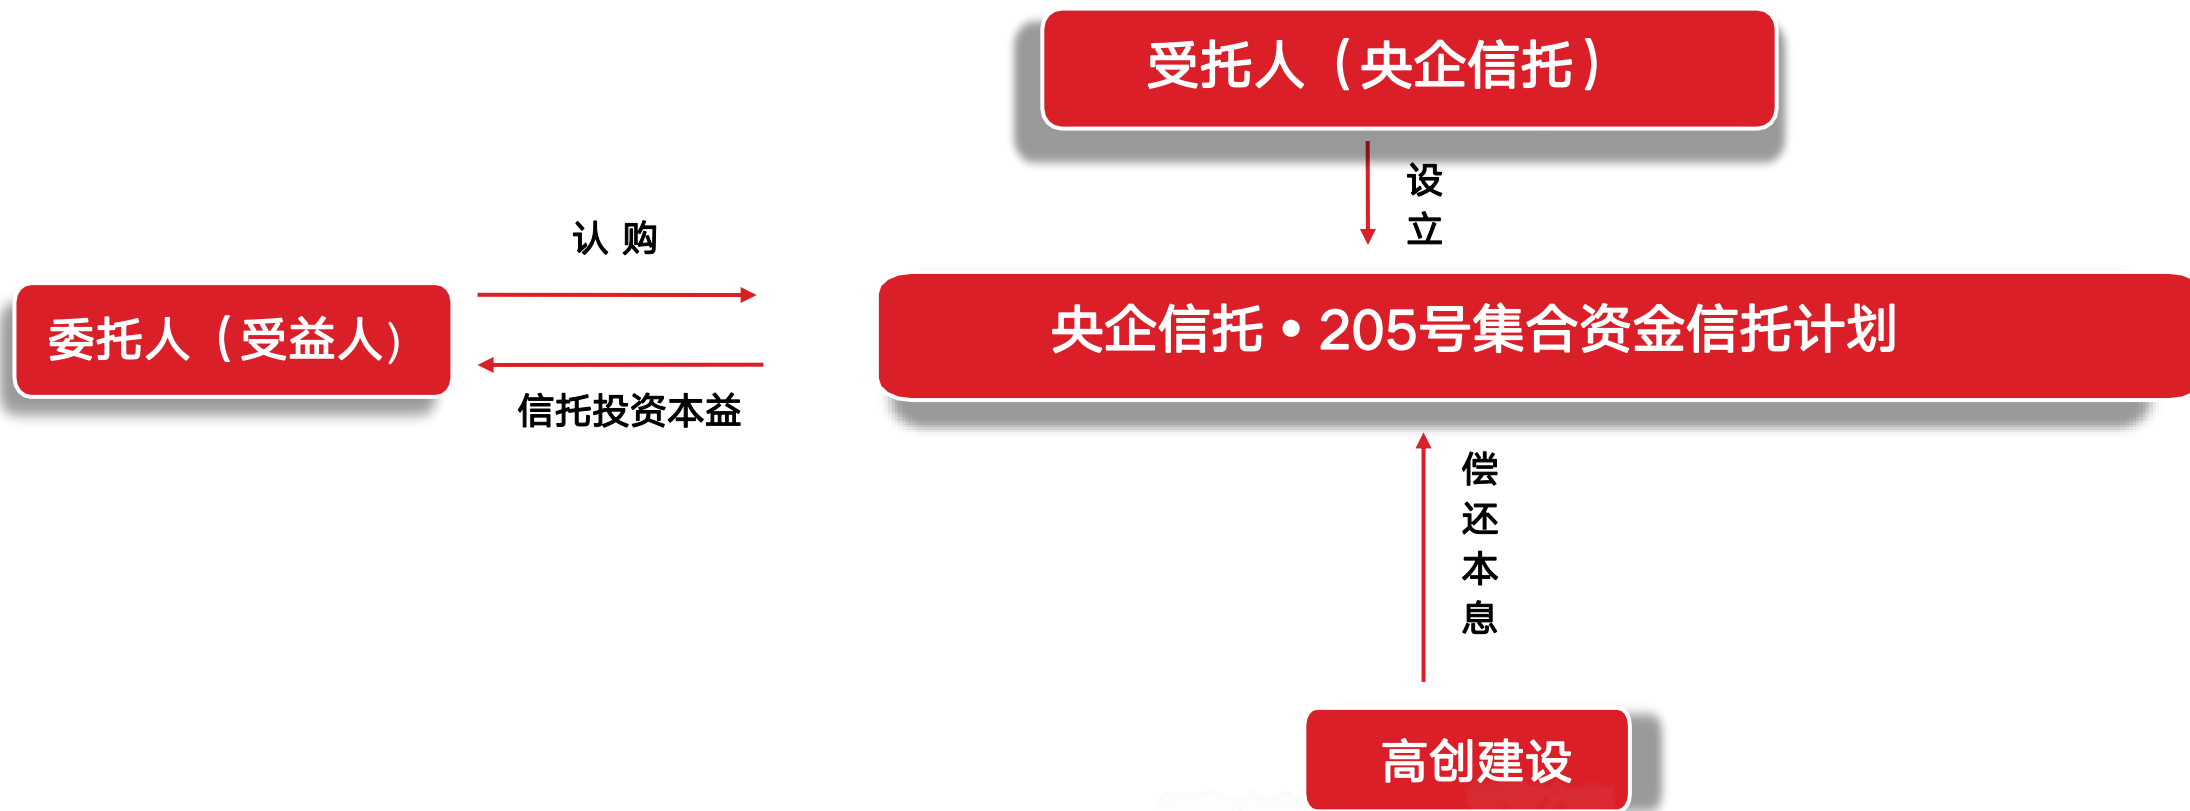 受托人（央企信托）
设
立
认 购
委托人（受益人）
央企信托·205号集合资金信托计划
信托投资本益
偿
还
本
息
高创建设